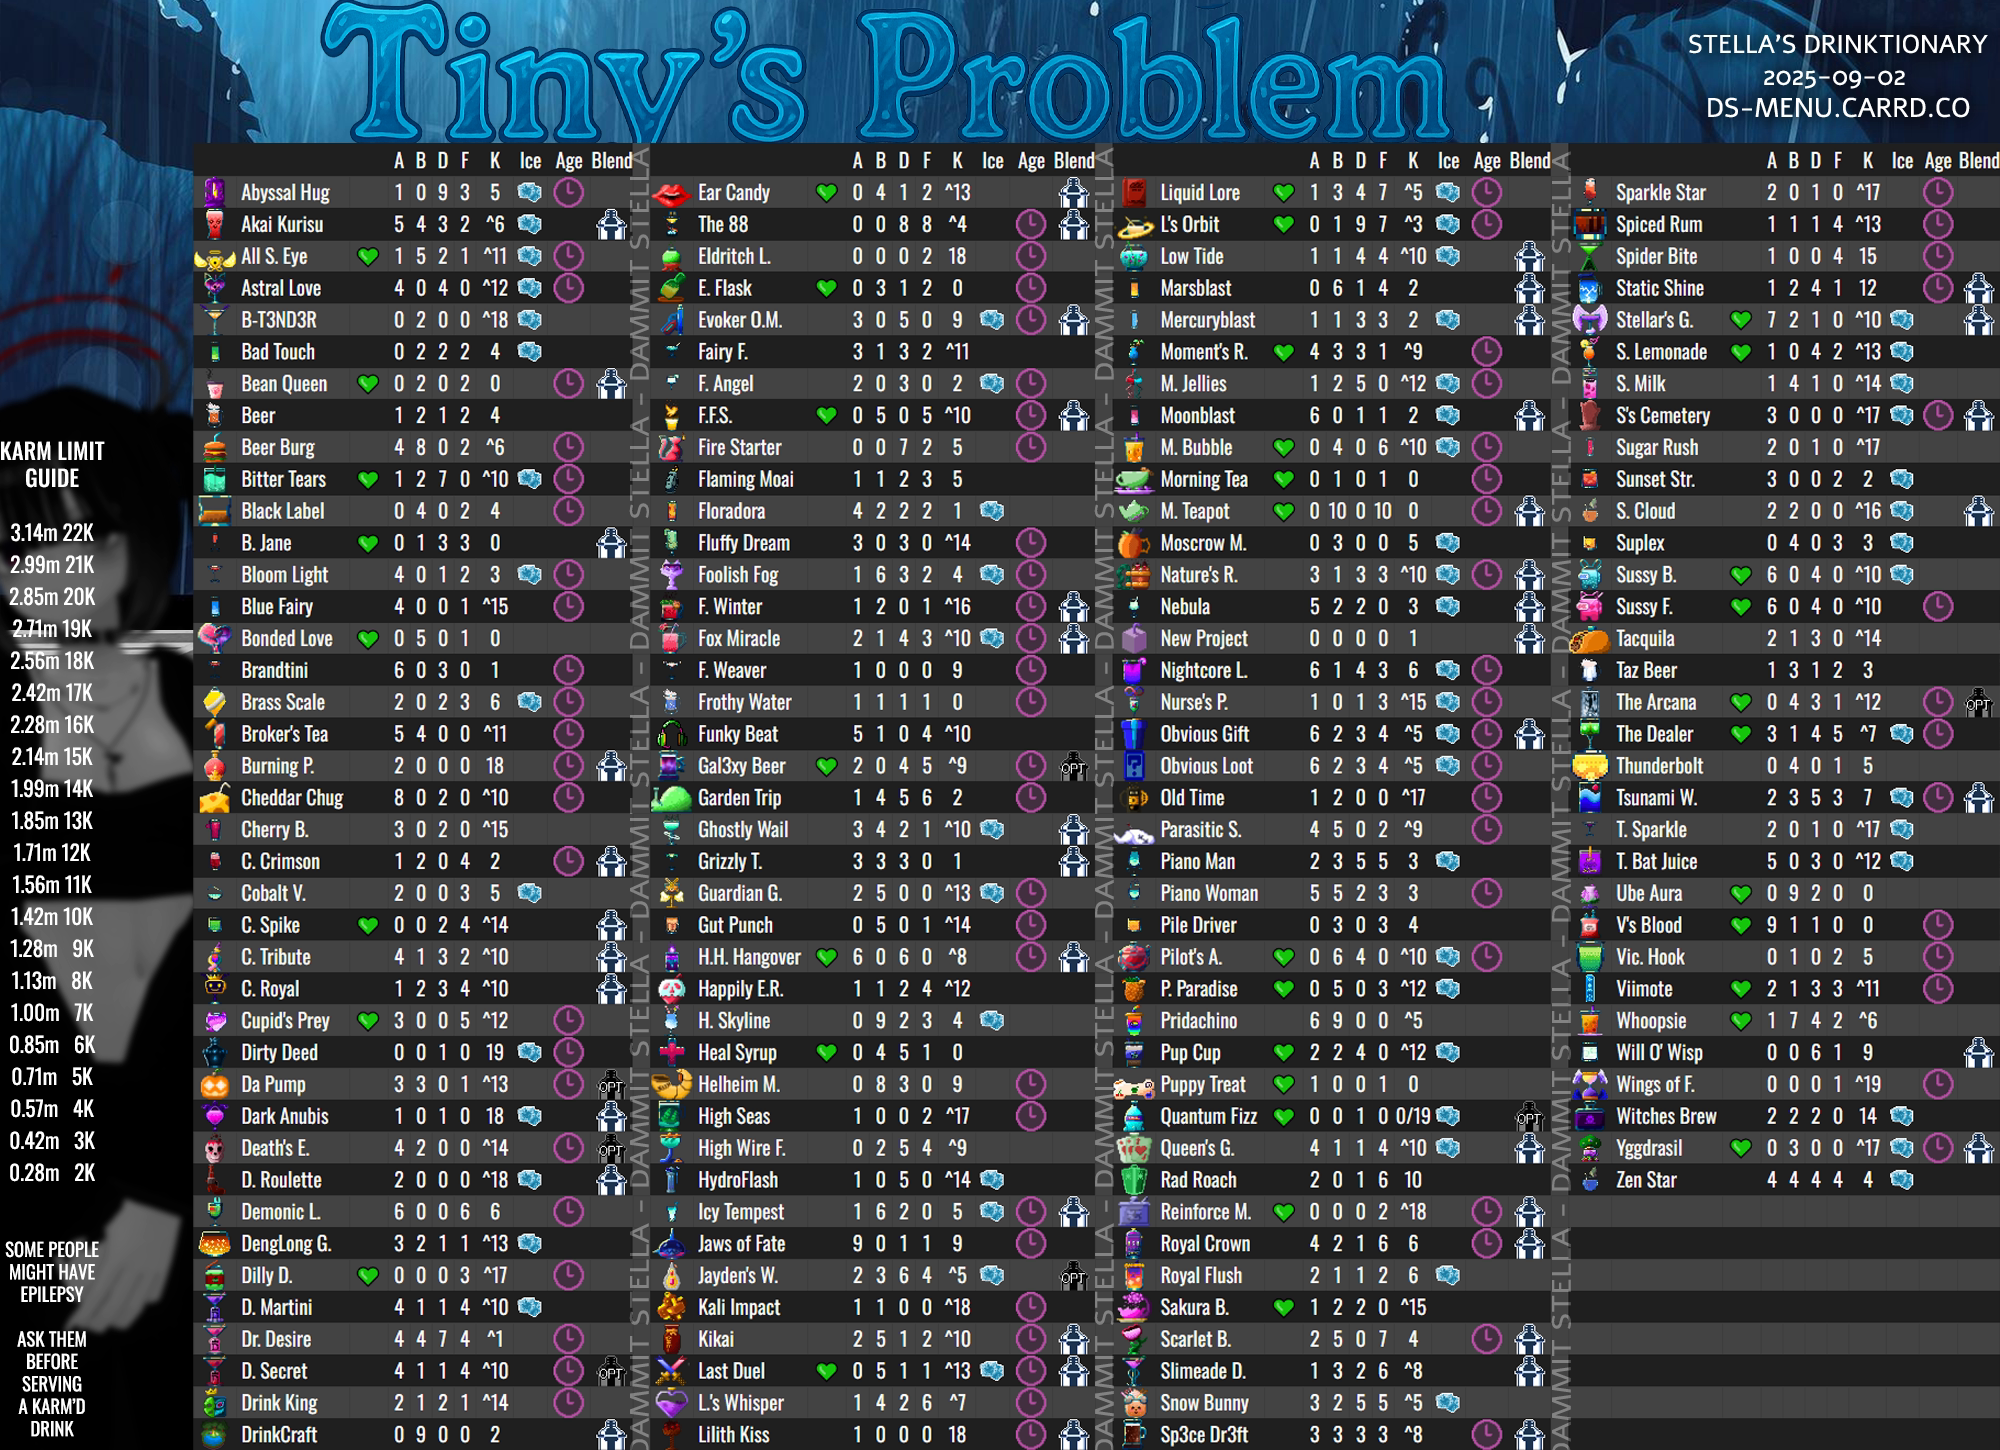 Tiny's Problem
STELLA'S DRINKTIONARY
2025-09-02
DS-MENU.CARRD.CO
KARM LIMIT
GUIDE
3.14m 22K
2.99m 21K
2.85m 20K
2.71m 19K
2.56m 18K
2.42m 17K
2.28m 16K
2.14m 15K
1.99m 14K
1.85m 13K
1.71m 12K
1.56m 11K
1.42m 10K
1.28m 9K
1.13m 8K
1.00m 7K
0.85m 6K
0.71m 5K
0.57m 4K
0.42m 3K
0.28m 2K
SOME PEOPLE
MIGHT HAVE
EPILEPSY
ASK THEM
BEFORE
SERVING
A KARM'D
DRINK
A B D F K Ice Age Blend
Abyssal Hug 1 0 9 3 5
Akai Kurisu 5 4 3 2 ^6
All S. Eye 1 5 2 1 ^11
Astral Love 4 0 4 0 ^12
B-T3ND3R 0 2 0 0 ^18
Bad Touch 0 2 2 2 4
Bean Queen 0 2 0 2 0
Beer 1 2 1 2 4
Beer Burg 4 8 0 2 ^6
Bitter Tears 1 2 7 0 ^10
Black Label 0 4 0 2 4
B. Jane 0 1 3 3 0
Bloom Light 4 0 1 2 3
Blue Fairy 4 0 0 1 ^15
Bonded Love 0 5 0 1 0
Brandtini 6 0 3 0 1
Brass Scale 2 0 2 3 6
Broker's Tea 5 4 0 0 ^11
Burning P. 2 0 0 0 18
Cheddar Chug 8 0 2 0 ^10
Cherry B. 3 0 2 0 ^15
C. Crimson 1 2 0 4 2
Cobalt V. 2 0 0 3 5
C. Spike 0 0 2 4 ^14
C. Tribute 4 1 3 2 ^10
C. Royal 1 2 3 4 ^10
Cupid's Prey 3 0 0 5 ^12
Dirty Deed 0 0 1 0 19
Da Pump 3 3 0 1 ^13 OPT
Dark Anubis 1 0 1 0 18
Death's E. 4 2 0 0 ^14 OPT
D. Roulette 2 0 0 0 ^18
Demonic L. 6 0 0 6 6
DengLong G. 3 2 1 1 ^13
Dilly D. 0 0 0 3 ^17
D. Martini 4 1 1 4 ^10
Dr. Desire 4 4 7 4 ^1
D. Secret 4 1 1 4 ^10 OPT
Drink King 2 1 2 1 ^14
DrinkCraft 0 9 0 0 2
DAMMIT STELLA - DAMMIT STELLA - DAMMIT STELLA - DAMMIT STELLA
A B D F K Ice Age Blend
Ear Candy 0 4 1 2 ^13
The 88 0 0 8 8 ^4
Eldritch L. 0 0 0 2 18
E. Flask 0 3 1 2 0
Evoker O.M. 3 0 5 0 9
Fairy F. 3 1 3 2 ^11
F. Angel 2 0 3 0 2
F.F.S. 0 5 0 5 ^10
Fire Starter 0 0 7 2 5
Flaming Moai 1 1 2 3 5
Floradora 4 2 2 2 1
Fluffy Dream 3 0 3 0 ^14
Foolish Fog 1 6 3 2 4
F. Winter 1 2 0 1 ^16
Fox Miracle 2 1 4 3 ^10
F. Weaver 1 0 0 0 9
Frothy Water 1 1 1 1 0
Funky Beat 5 1 0 4 ^10
Gal3xy Beer 2 0 4 5 ^9 OPT
Garden Trip 1 4 5 6 2
Ghostly Wail 3 4 2 1 ^10
Grizzly T. 3 3 3 0 1
Guardian G. 2 5 0 0 ^13
Gut Punch 0 5 0 1 ^14
H.H. Hangover 6 0 6 0 ^8
Happily E.R. 1 1 2 4 ^12
H. Skyline 0 9 2 3 4
Heal Syrup 0 4 5 1 0
Helheim M. 0 8 3 0 9
High Seas 1 0 0 2 ^17
High Wire F. 0 2 5 4 ^9
HydroFlash 1 0 5 0 ^14
Icy Tempest 1 6 2 0 5
Jaws of Fate 9 0 1 1 9
Jayden's W. 2 3 6 4 ^5 OPT
Kali Impact 1 1 0 0 ^18
Kikai 2 5 1 2 ^10
Last Duel 0 5 1 1 ^13
L.'s Whisper 1 4 2 6 ^7
Lilith Kiss 1 0 0 0 18
DAMMIT STELLA - DAMMIT STELLA - DAMMIT STELLA - DAMMIT STELLA
A B D F K Ice Age Blend
Liquid Lore 1 3 4 7 ^5
L's Orbit 0 1 9 7 ^3
Low Tide 1 1 4 4 ^10
Marsblast 0 6 1 4 2
Mercuryblast 1 1 3 3 2
Moment's R. 4 3 3 1 ^9
M. Jellies 1 2 5 0 ^12
Moonblast 6 0 1 1 2
M. Bubble 0 4 0 6 ^10
Morning Tea 0 1 0 1 0
M. Teapot 0 10 0 10 0
Moscrow M. 0 3 0 0 5
Nature's R. 3 1 3 3 ^10
Nebula 5 2 2 0 3
New Project 0 0 0 0 1
Nightcore L. 6 1 4 3 6
Nurse's P. 1 0 1 3 ^15
Obvious Gift 6 2 3 4 ^5
Obvious Loot 6 2 3 4 ^5
Old Time 1 2 0 0 ^17
Parasitic S. 4 5 0 2 ^9
Piano Man 2 3 5 5 3
Piano Woman 5 5 2 3 3
Pile Driver 0 3 0 3 4
Pilot's A. 0 6 4 0 ^10
P. Paradise 0 5 0 3 ^12
Pridachino 6 9 0 0 ^5
Pup Cup 2 2 4 0 ^12
Puppy Treat 1 0 0 1 0
Quantum Fizz 0 0 1 0 0/19 OPT
Queen's G. 4 1 1 4 ^10
Rad Roach 2 0 1 6 10
Reinforce M. 0 0 0 2 ^18
Royal Crown 4 2 1 6 6
Royal Flush 2 1 1 2 6
Sakura B. 1 2 2 0 ^15
Scarlet B. 2 5 0 7 4
Slimeade D. 1 3 2 6 ^8
Snow Bunny 3 2 5 5 ^5
Sp3ce Dr3ft 3 3 3 3 ^8
DAMMIT STELLA - DAMMIT STELLA - DAMMIT STELLA - DAMMIT STELLA
A B D F K Ice Age Blend
Sparkle Star 2 0 1 0 ^17
Spiced Rum 1 1 1 4 ^13
Spider Bite 1 0 0 4 15
Static Shine 1 2 4 1 12
Stellar's G. 7 2 1 0 ^10
S. Lemonade 1 0 4 2 ^13
S. Milk 1 4 1 0 ^14
S's Cemetery 3 0 0 0 ^17
Sugar Rush 2 0 1 0 ^17
Sunset Str. 3 0 0 2 2
S. Cloud 2 2 0 0 ^16
Suplex 0 4 0 3 3
Sussy B. 6 0 4 0 ^10
Sussy F. 6 0 4 0 ^10
Tacquila 2 1 3 0 ^14
Taz Beer 1 3 1 2 3
The Arcana 0 4 3 1 ^12 OPT
The Dealer 3 1 4 5 ^7
Thunderbolt 0 4 0 1 5
Tsunami W. 2 3 5 3 7
T. Sparkle 2 0 1 0 ^17
T. Bat Juice 5 0 3 0 ^12
Ube Aura 0 9 2 0 0
V's Blood 9 1 1 0 0
Vic. Hook 0 1 0 2 5
Viimote 2 1 3 3 ^11
Whoopsie 1 7 4 2 ^6
Will O' Wisp 0 0 6 1 9
Wings of F. 0 0 0 1 ^19
Witches Brew 2 2 2 0 14
Yggdrasil 0 3 0 0 ^17
Zen Star 4 4 4 4 4